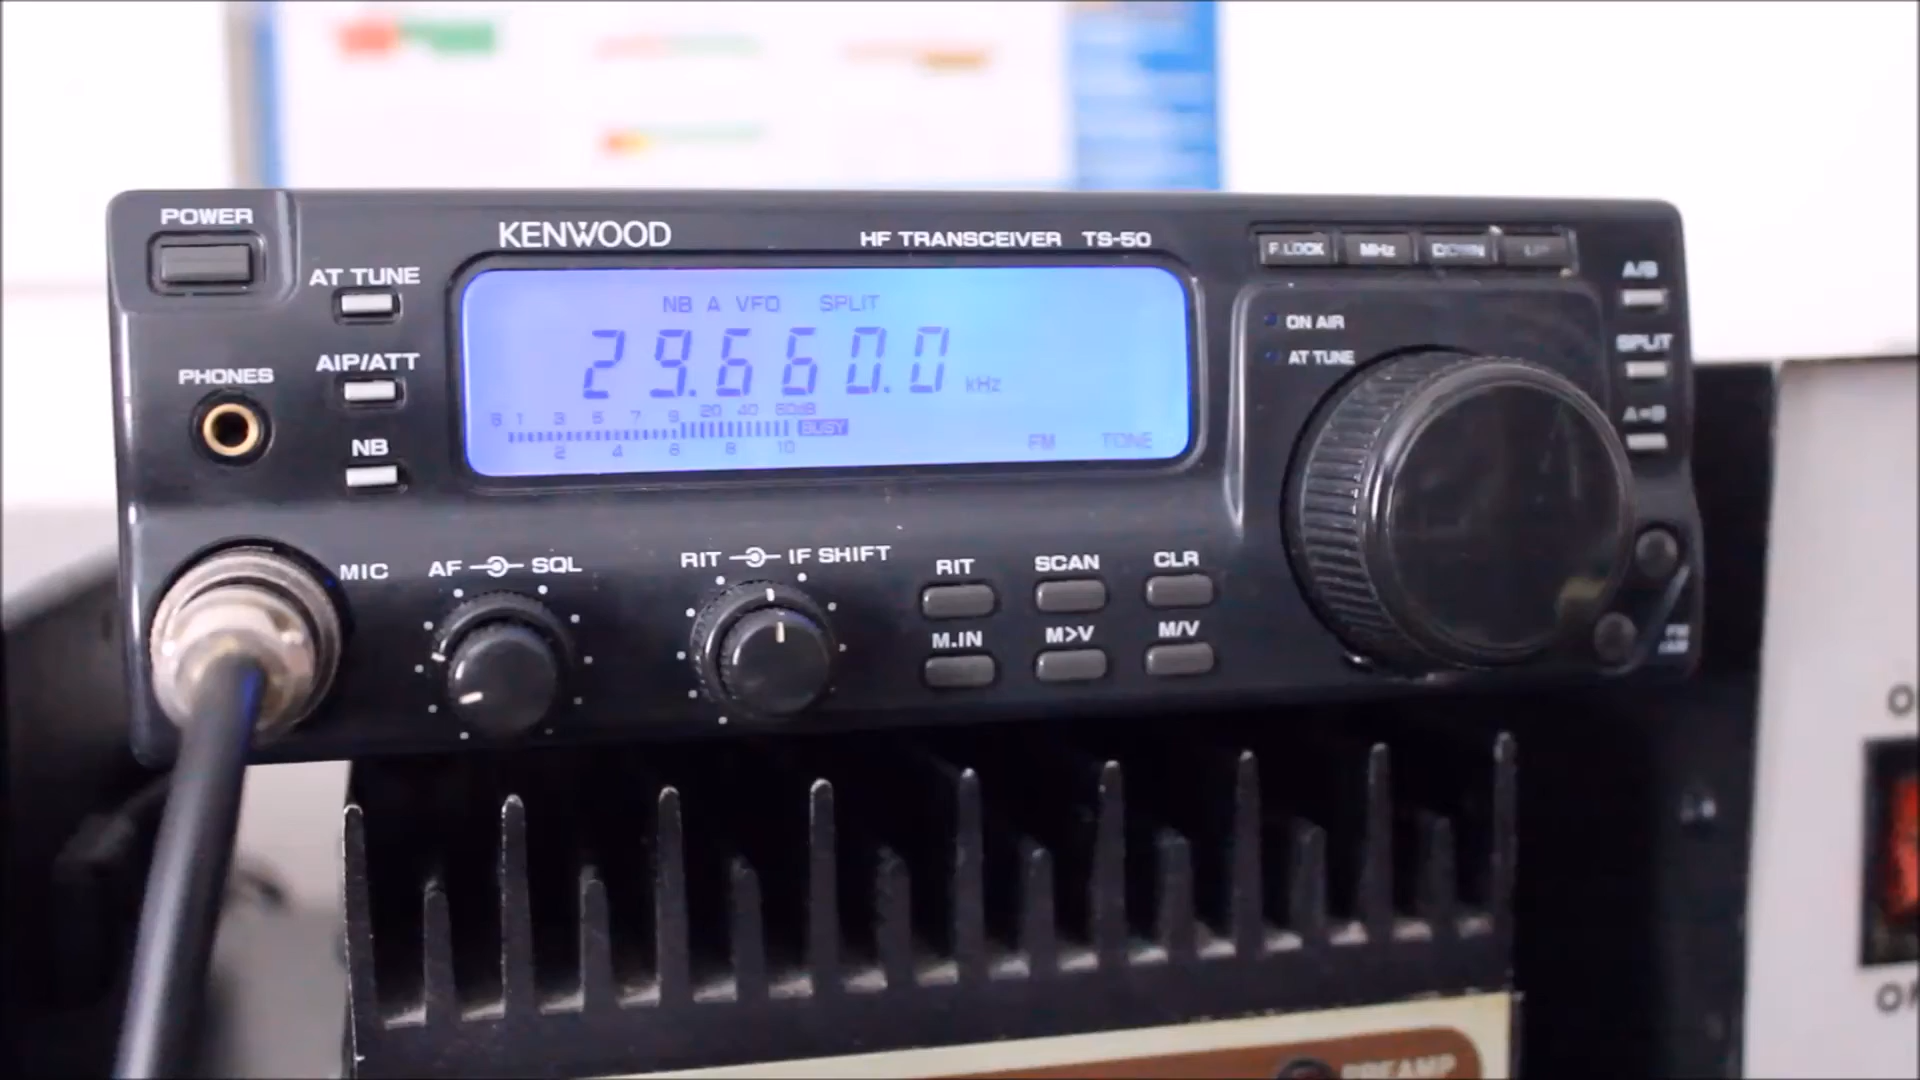 POWER
KENWOOD
HF TRANSCEIVER TS-50
F.LOCK MHz DOWN UP
AT TUNE
A/B
NB A VFO SPLIT
29.660.0 kHz
ON AIR
AT TUNE
SPLIT
AIP/ATT
PHONES
S 1 3 5 7 9 20 40 60dB
BUSY
2 4 6 8 10
FM TONE
A=B
NB
MIC
AF SQL
RIT IF SHIFT
RIT SCAN CLR
M.IN M>V M/V
FM
PREAMP